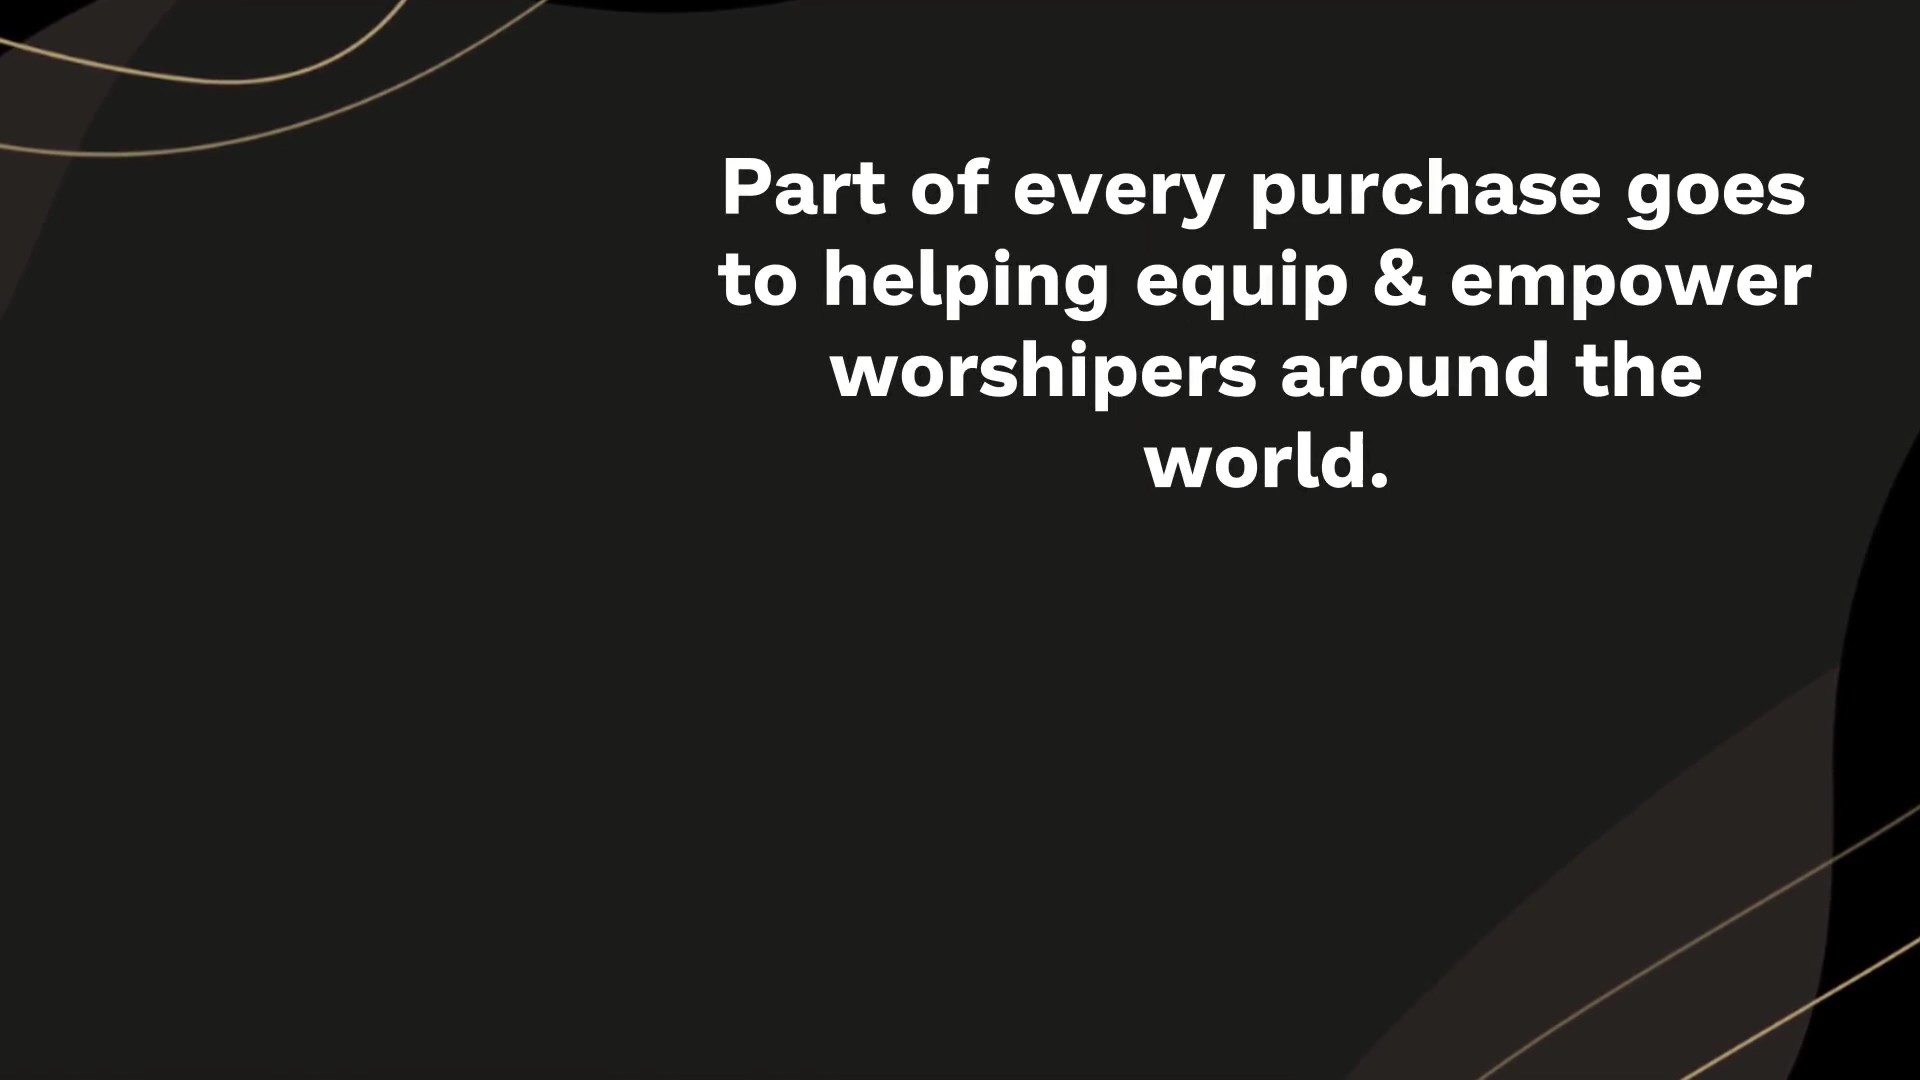 Part of every purchase goes
to helping equip & empower
worshipers around the
world.